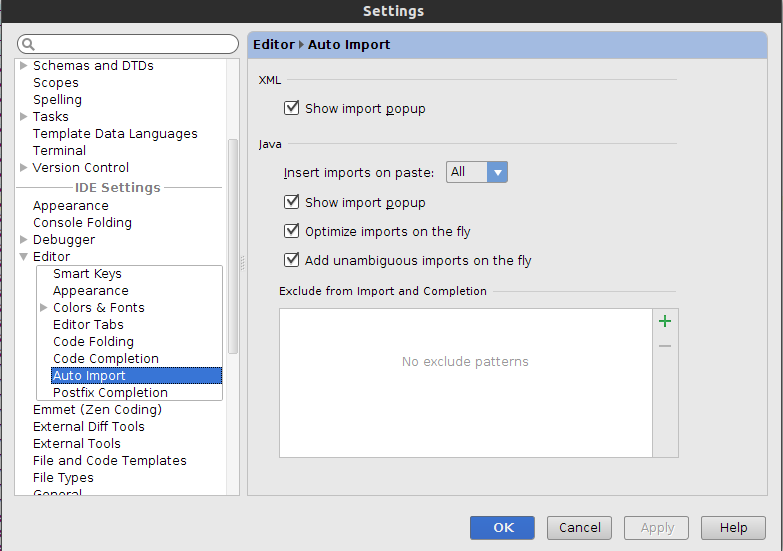 Settings
Schemas and DTDs
Scopes
Spelling
Tasks
Template Data Languages
Terminal
Version Control
IDE Settings
Appearance
Console Folding
Debugger
Editor
Smart Keys
Appearance
Colors & Fonts
Editor Tabs
Code Folding
Code Completion
Auto Import
Postfix Completion
Emmet (Zen Coding)
External Diff Tools
External Tools
File and Code Templates
File Types
General
Editor Auto Import
XML
Show import popup
Java
Insert imports on paste: All
Show import popup
Optimize imports on the fly
Add unambiguous imports on the fly
Exclude from Import and Completion
No exclude patterns
OK Cancel Apply Help